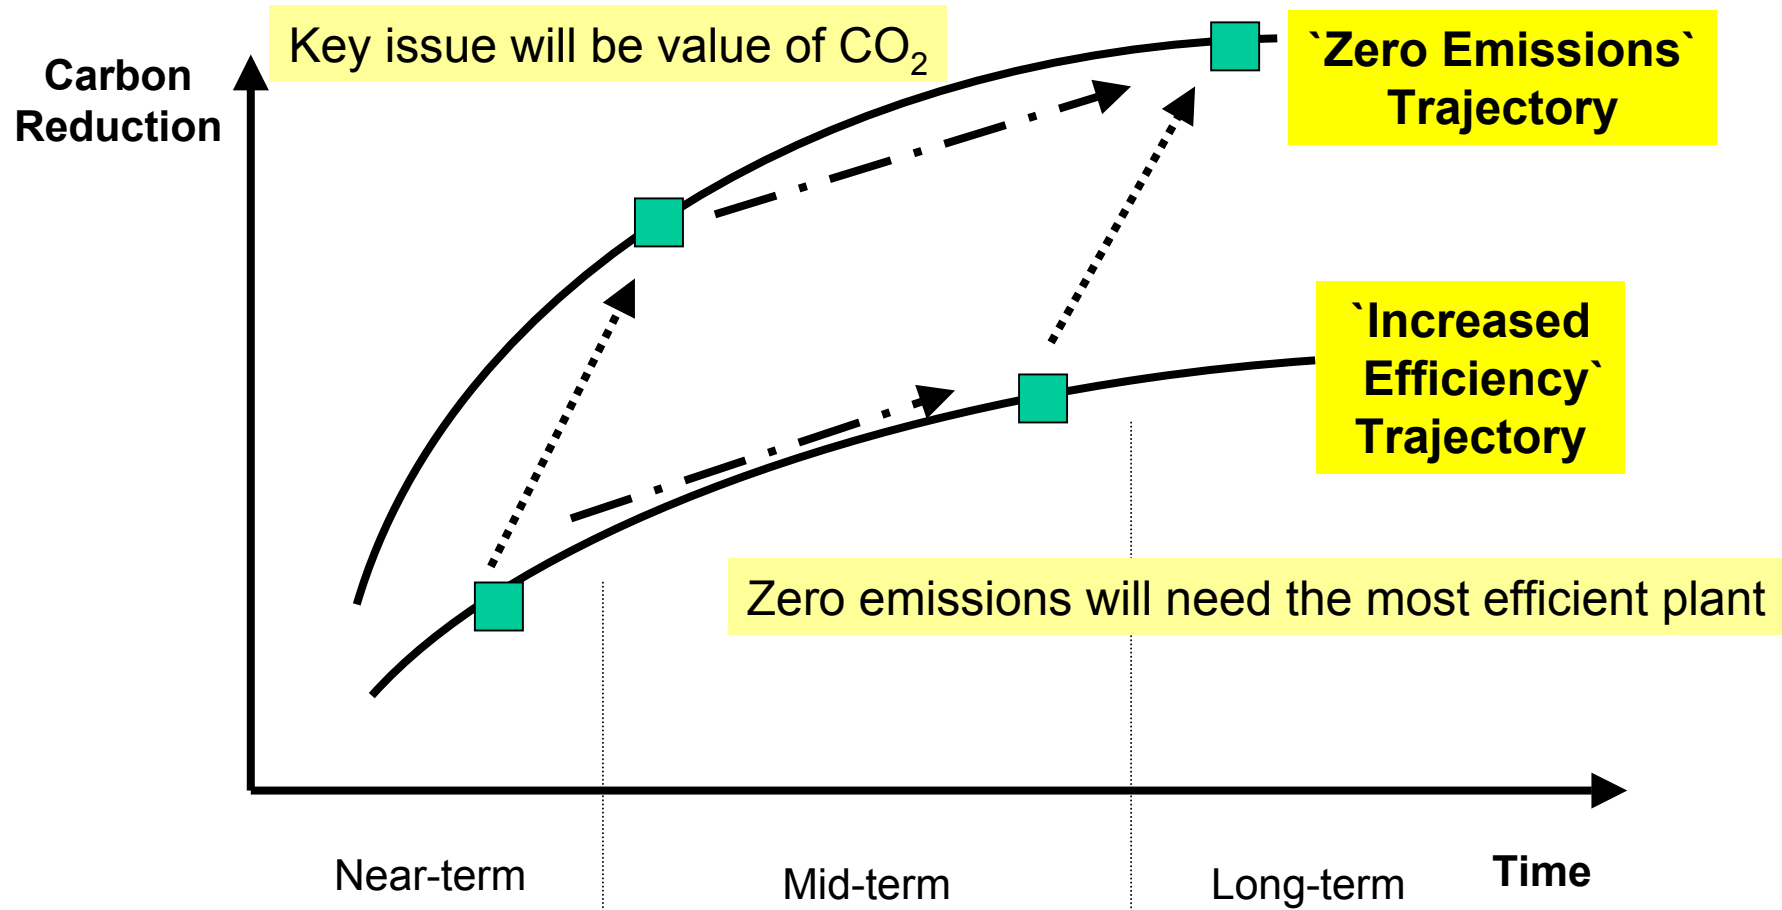 Key issue will be value of CO₂
Carbon
Reduction
`Zero Emissions`
Trajectory
`Increased
Efficiency`
Trajectory
Zero emissions will need the most efficient plant
Near-term
Mid-term
Long-term
Time